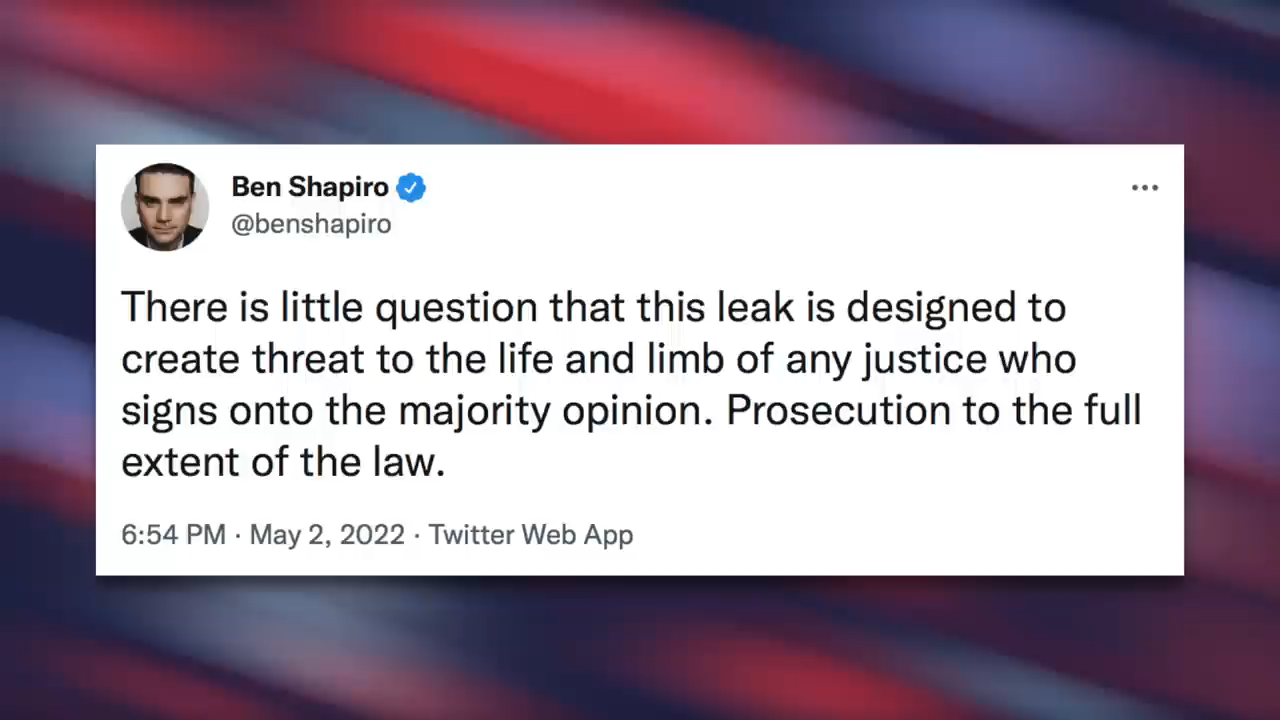 Ben Shapiro
@benshapiro
There is little question that this leak is designed to
create threat to the life and limb of any justice who
signs onto the majority opinion. Prosecution to the full
extent of the law.
6:54 PM · May 2, 2022 · Twitter Web App